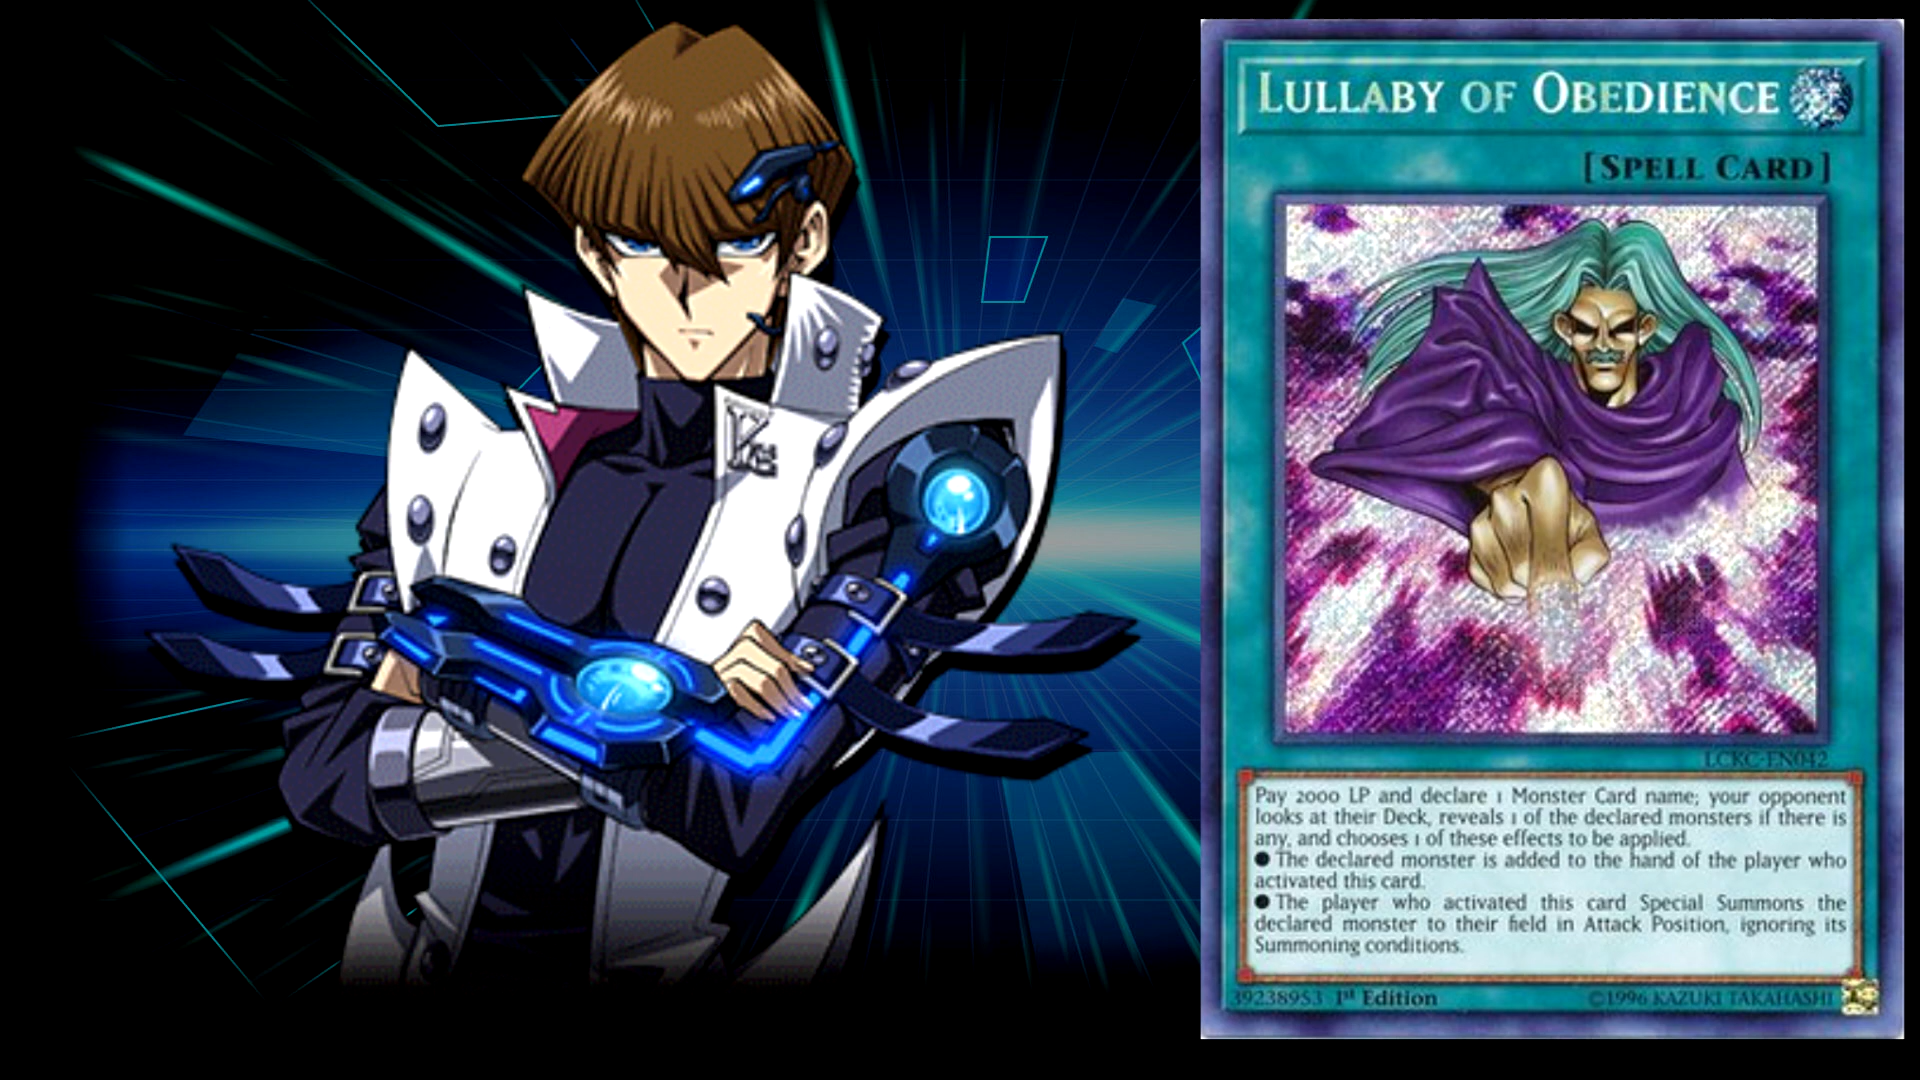 KC
LULLABY OF OBEDIENCE
[SPELL CARD]
LCKC-EN042
Pay 2000 LP and declare 1 Monster Card name; your opponent
looks at their Deck, reveals 1 of the declared monsters if there is
any, and chooses 1 of these effects to be applied.
● The declared monster is added to the hand of the player who
activated this card.
● The player who activated this card Special Summons the
declared monster to their field in Attack Position, ignoring its
Summoning conditions.
39238953 1st Edition
©1996 KAZUKI TAKAHASHI